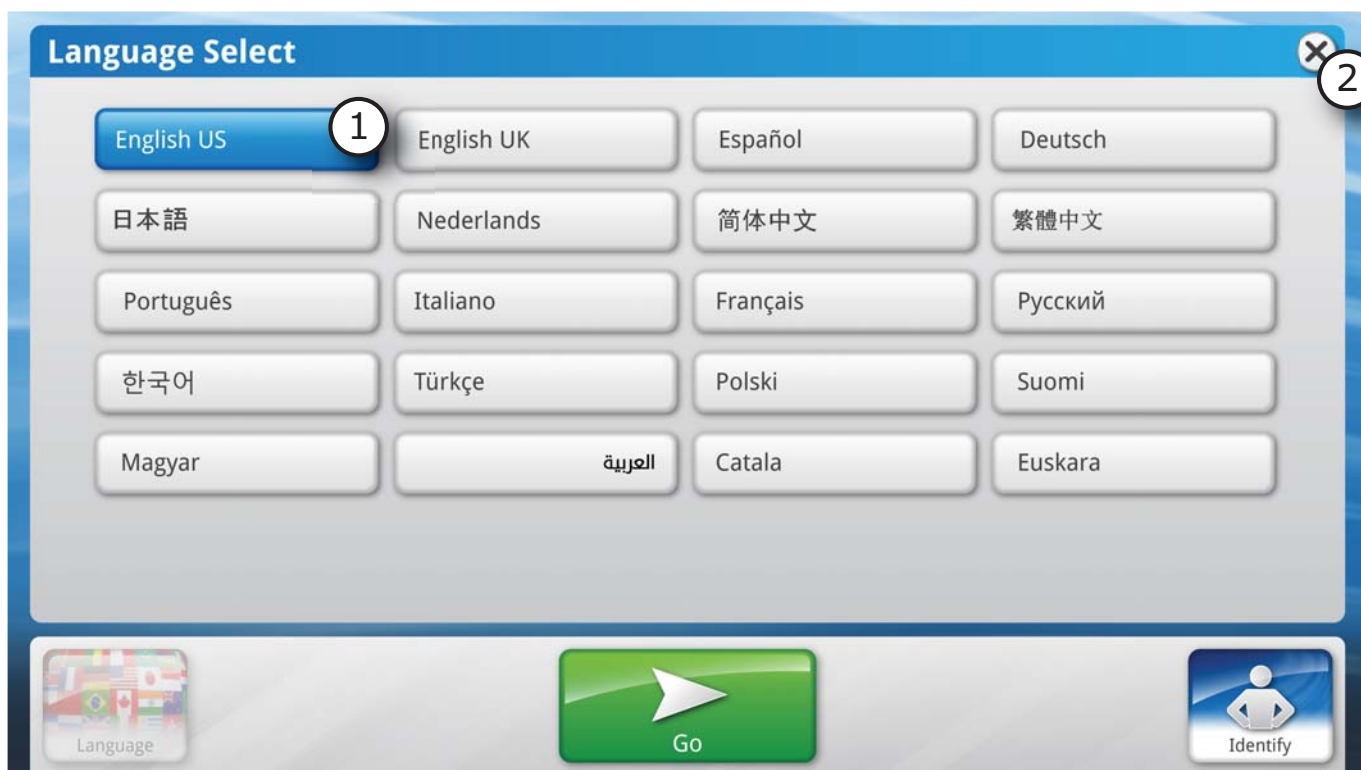 Language Select
2
English US 1 English UK Español Deutsch
日本語 Nederlands 简体中文 繁體中文
Português Italiano Français Русский
한국어 Türkçe Polski Suomi
Magyar العربية Catala Euskara
Language Go Identify